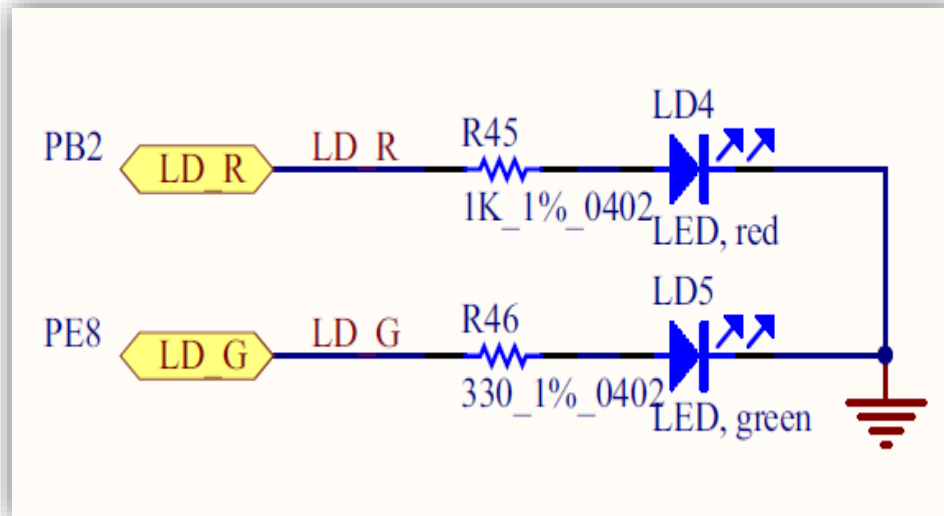 LD4
PB2
LD_R
LD_R
R45
1K_1%_0402
LED, red
LD5
PE8
LD_G
LD_G
R46
330_1%_0402
LED, green